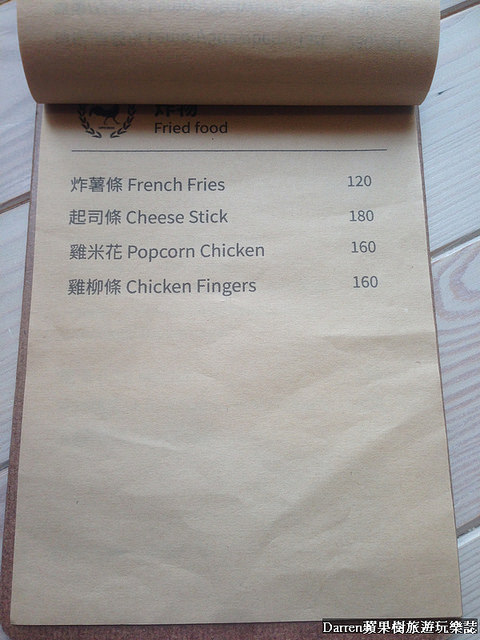 炸物
Fried food
炸薯條 French Fries 120
起司條 Cheese Stick 180
雞米花 Popcorn Chicken 160
雞柳條 Chicken Fingers 160
Darren蘋果樹旅遊玩樂誌